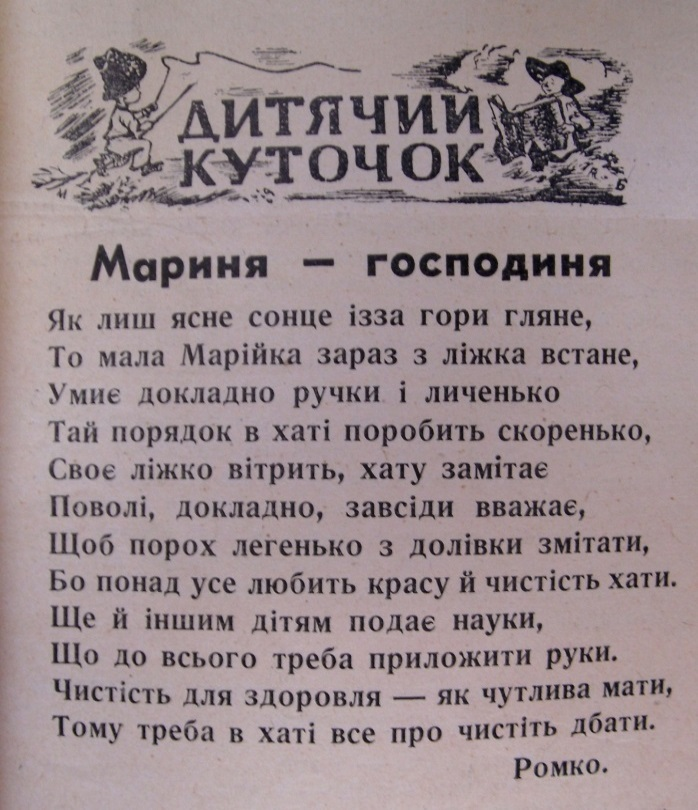 ДИТЯЧИЙ
КУТОЧОК
Мариня — господиня
Як лиш ясне сонце ізза гори гляне,
То мала Марійка зараз з ліжка встане,
Умиє докладно ручки і личенько
Тай порядок в хаті поробить скоренько,
Своє ліжко вітрить, хату замітає
Поволі, докладно, завсіди вважає,
Щоб порох легенько з долівки змітати,
Бо понад усе любить красу й чистість хати.
Ще й іншим дітям подає науки,
Що до всього треба приложити руки.
Чистість для здоровля — як чутлива мати,
Тому треба в хаті все про чистіть дбати.
Ромко.